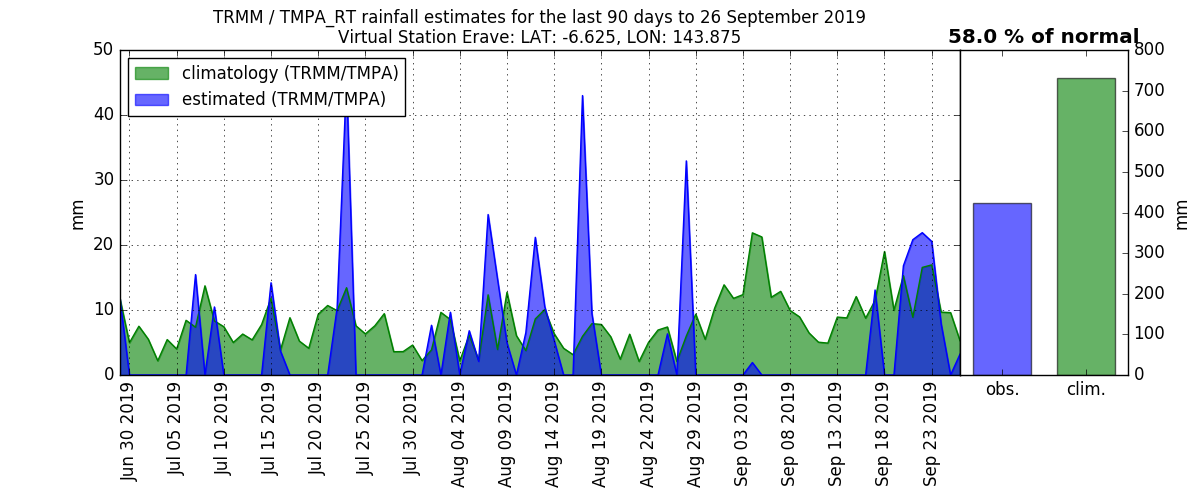 TRMM / TMPA_RT rainfall estimates for the last 90 days to 26 September 2019
Virtual Station Erave: LAT: -6.625, LON: 143.875
58.0 % of normal
climatology (TRMM/TMPA)
estimated (TRMM/TMPA)
50
40
30
20
10
0
mm
Jun 30 2019
Jul 05 2019
Jul 10 2019
Jul 15 2019
Jul 20 2019
Jul 25 2019
Jul 30 2019
Aug 04 2019
Aug 09 2019
Aug 14 2019
Aug 19 2019
Aug 24 2019
Aug 29 2019
Sep 03 2019
Sep 08 2019
Sep 13 2019
Sep 18 2019
Sep 23 2019
obs.
clim.
800
700
600
500
400
300
200
100
0
mm